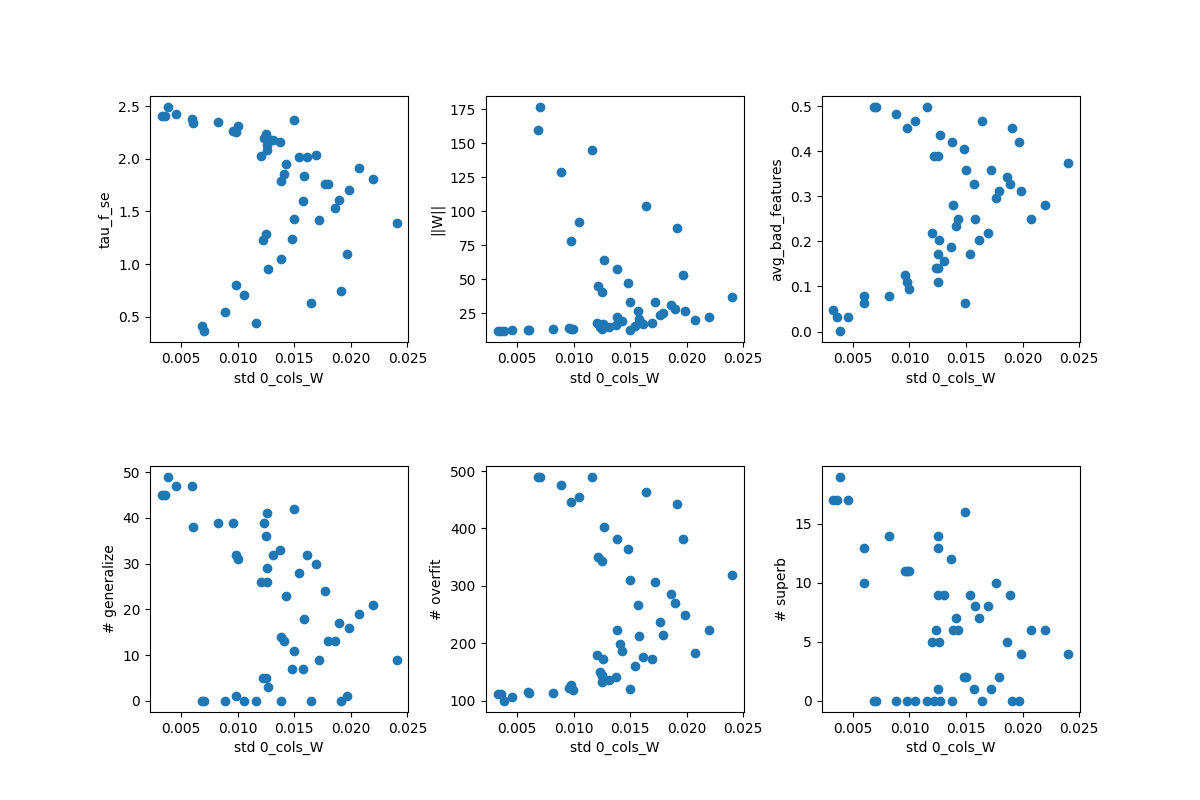 2.5
2.0
1.5
1.0
0.5
tau_f_se
0.005 0.010 0.015 0.020 0.025
std 0_cols_W
175
150
125
100
75
50
25
||W||
0.005 0.010 0.015 0.020 0.025
std 0_cols_W
0.5
0.4
0.3
0.2
0.1
0.0
avg_bad_features
0.005 0.010 0.015 0.020 0.025
std 0_cols_W
50
40
30
20
10
0
# generalize
0.005 0.010 0.015 0.020 0.025
std 0_cols_W
500
400
300
200
100
# overfit
0.005 0.010 0.015 0.020 0.025
std 0_cols_W
15
10
5
0
# superb
0.005 0.010 0.015 0.020 0.025
std 0_cols_W